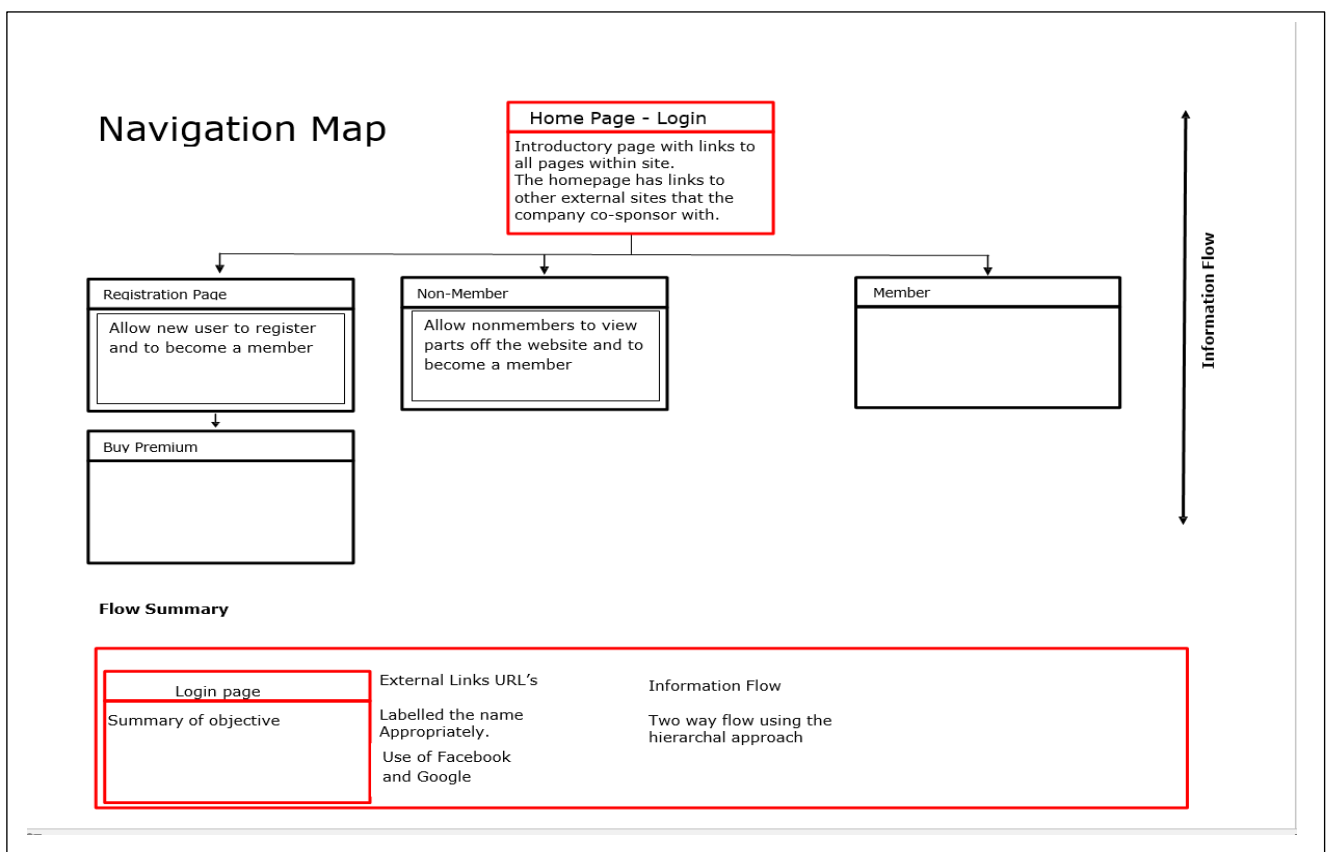 Navigation Map
Home Page - Login
Introductory page with links to
all pages within site.
The homepage has links to
other external sites that the
company co-sponsor with.
Information Flow
Registration Page
Allow new user to register
and to become a member
Non-Member
Allow nonmembers to view
parts off the website and to
become a member
Member
Buy Premium
Flow Summary
Login page
Summary of objective
External Links URL's
Labelled the name
Appropriately.
Use of Facebook
and Google
Information Flow
Two way flow using the
hierarchal approach